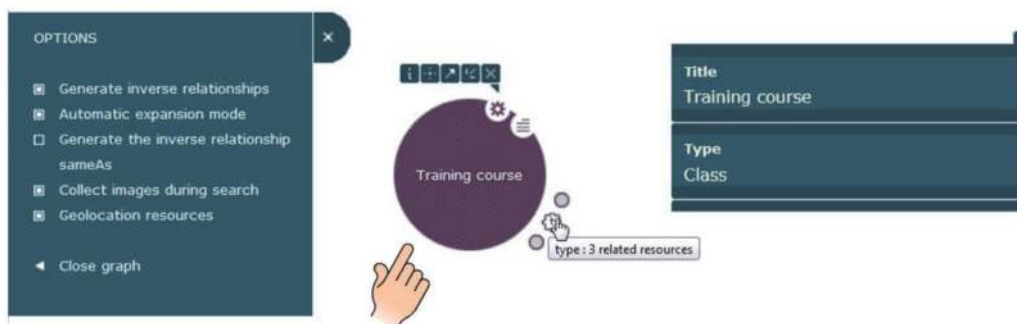 OPTIONS
Generate inverse relationships
Automatic expansion mode
Generate the inverse relationship
sameAs
Collect images during search
Geolocation resources
Close graph
Training course
type : 3 related resources
Title
Training course
Type
Class